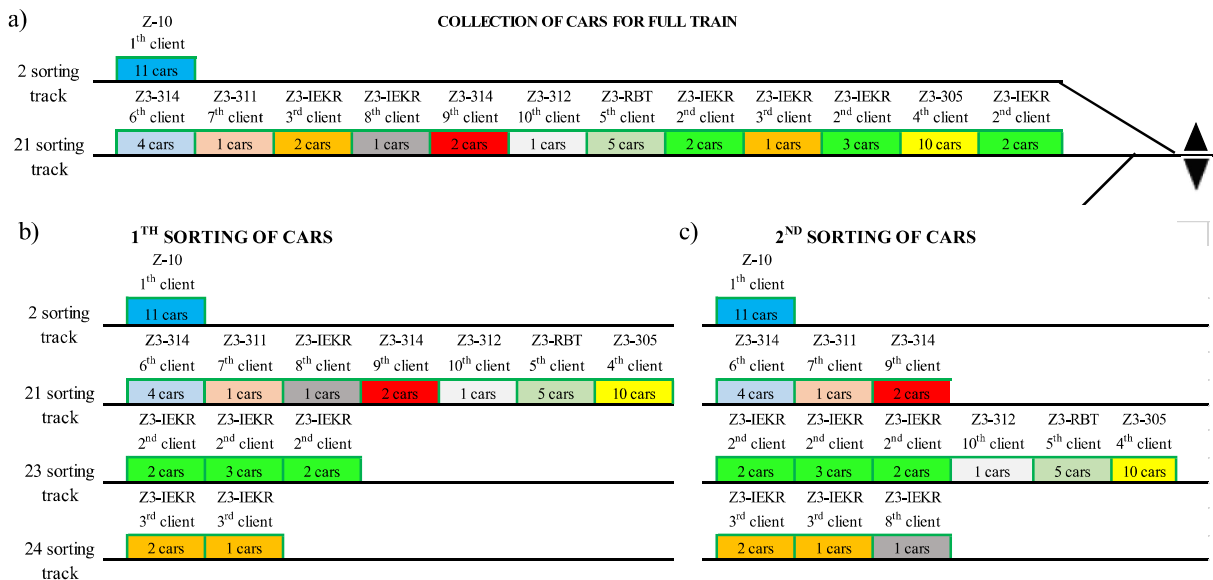 a)
COLLECTION OF CARS FOR FULL TRAIN
Z-10
1th client
2 sorting track
11 cars
Z3-314 Z3-311 Z3-IEKR Z3-IEKR Z3-314 Z3-312 Z3-RBT Z3-IEKR Z3-IEKR Z3-IEKR Z3-305 Z3-IEKR
6th client 7th client 3rd client 8th client 9th client 10th client 5th client 2nd client 3rd client 2nd client 4th client 2nd client
21 sorting track
4 cars 1 cars 2 cars 1 cars 2 cars 1 cars 5 cars 2 cars 1 cars 3 cars 10 cars 2 cars
b)
1TH SORTING OF CARS
Z-10
1th client
2 sorting track
11 cars
Z3-314 Z3-311 Z3-IEKR Z3-314 Z3-312 Z3-RBT Z3-305
6th client 7th client 8th client 9th client 10th client 5th client 4th client
21 sorting track
4 cars 1 cars 1 cars 2 cars 1 cars 5 cars 10 cars
Z3-IEKR Z3-IEKR Z3-IEKR
2nd client 2nd client 2nd client
23 sorting track
2 cars 3 cars 2 cars
Z3-IEKR Z3-IEKR
3rd client 3rd client
24 sorting track
2 cars 1 cars
c)
2ND SORTING OF CARS
Z-10
1th client
11 cars
Z3-314 Z3-311 Z3-314
6th client 7th client 9th client
4 cars 1 cars 2 cars
Z3-IEKR Z3-IEKR Z3-IEKR Z3-312 Z3-RBT Z3-305
2nd client 2nd client 2nd client 10th client 5th client 4th client
2 cars 3 cars 2 cars 1 cars 5 cars 10 cars
Z3-IEKR Z3-IEKR Z3-IEKR
3rd client 3rd client 8th client
2 cars 1 cars 1 cars